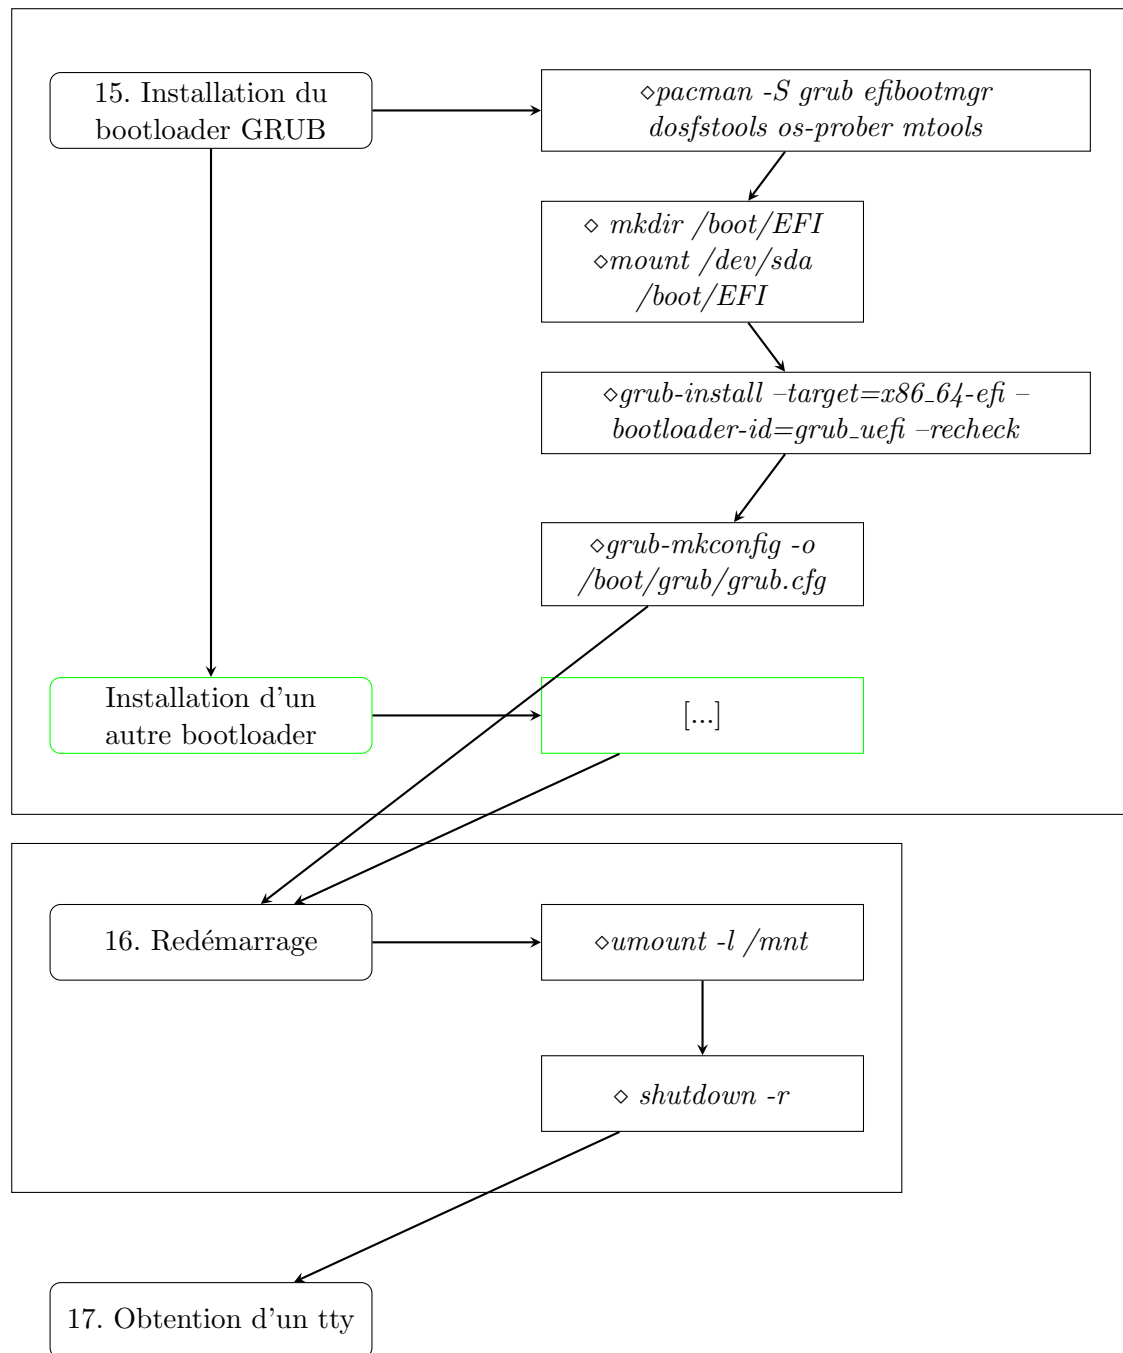 15. Installation du
bootloader GRUB
⋄pacman -S grub efibootmgr
dosfstools os-prober mtools
⋄ mkdir /boot/EFI
⋄mount /dev/sda
/boot/EFI
⋄grub-install –target=x86_64-efi –
bootloader-id=grub_uefi –recheck
⋄grub-mkconfig -o
/boot/grub/grub.cfg
Installation d'un
autre bootloader
[...]
16. Redémarrage
⋄umount -l /mnt
⋄ shutdown -r
17. Obtention d'un tty